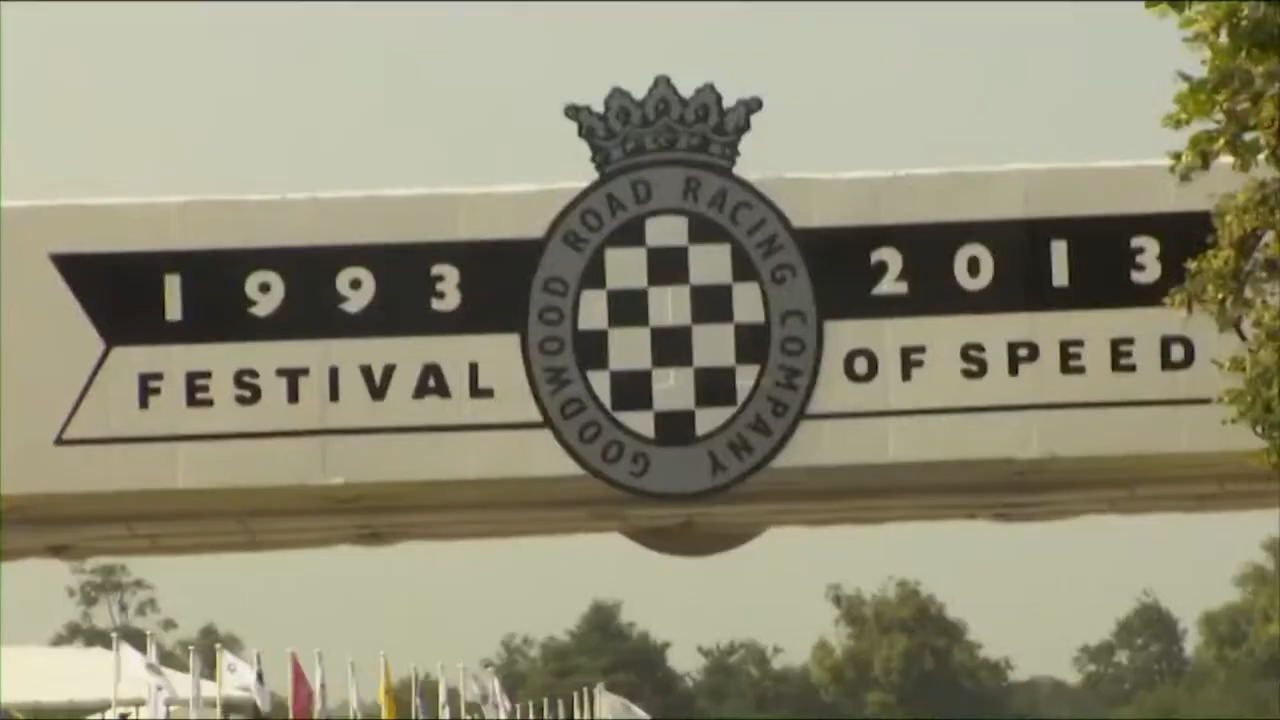 1993
FESTIVAL
GOODWOOD ROAD RACING COMPANY
2013
OF SPEED